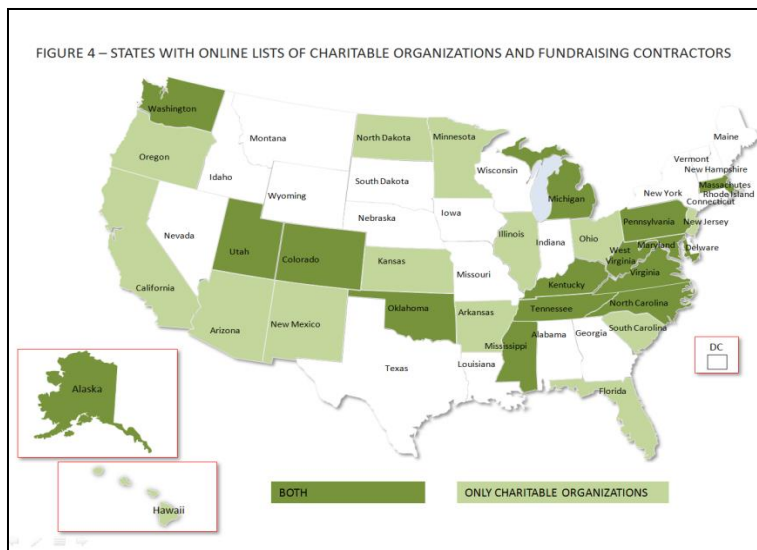 FIGURE 4 – STATES WITH ONLINE LISTS OF CHARITABLE ORGANIZATIONS AND FUNDRAISING CONTRACTORS
Washington
Montana
North Dakota
Minnesota
Maine
Oregon
Idaho
Wyoming
South Dakota
Wisconsin
Michigan
Vermont
New Hampshire
New York
Massachutes
Rhode Island
Connecticut
Nevada
Utah
Colorado
Nebraska
Iowa
Illinois
Indiana
Ohio
Pennsylvania
New Jersey
Maryland
Delware
West
Virginia
Virginia
California
Arizona
New Mexico
Kansas
Missouri
Kentucky
Oklahoma
Arkansas
Tennessee
North Carolina
South Carolina
Mississippi
Alabama
Georgia
Texas
Louisiana
Florida
DC
Alaska
Hawaii
BOTH
ONLY CHARITABLE ORGANIZATIONS